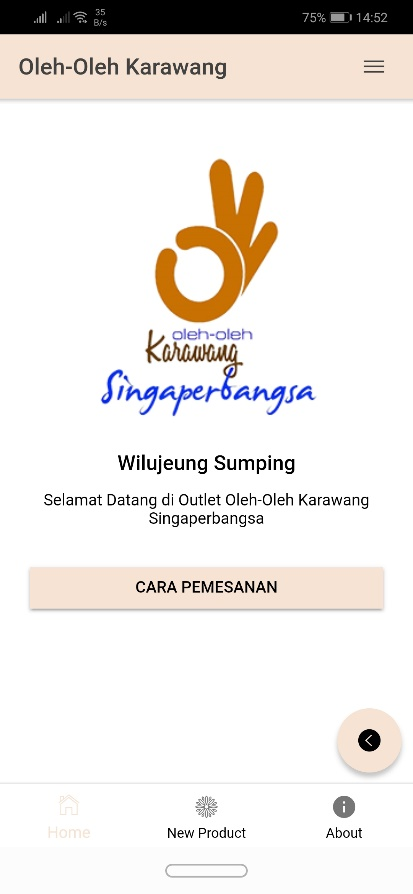 35
B/s
75%
14:52
Oleh-Oleh Karawang
oleh-oleh
Karawang
Singaperbangsa
Wilujeung Sumping
Selamat Datang di Outlet Oleh-Oleh Karawang
Singaperbangsa
CARA PEMESANAN
Home
New Product
About